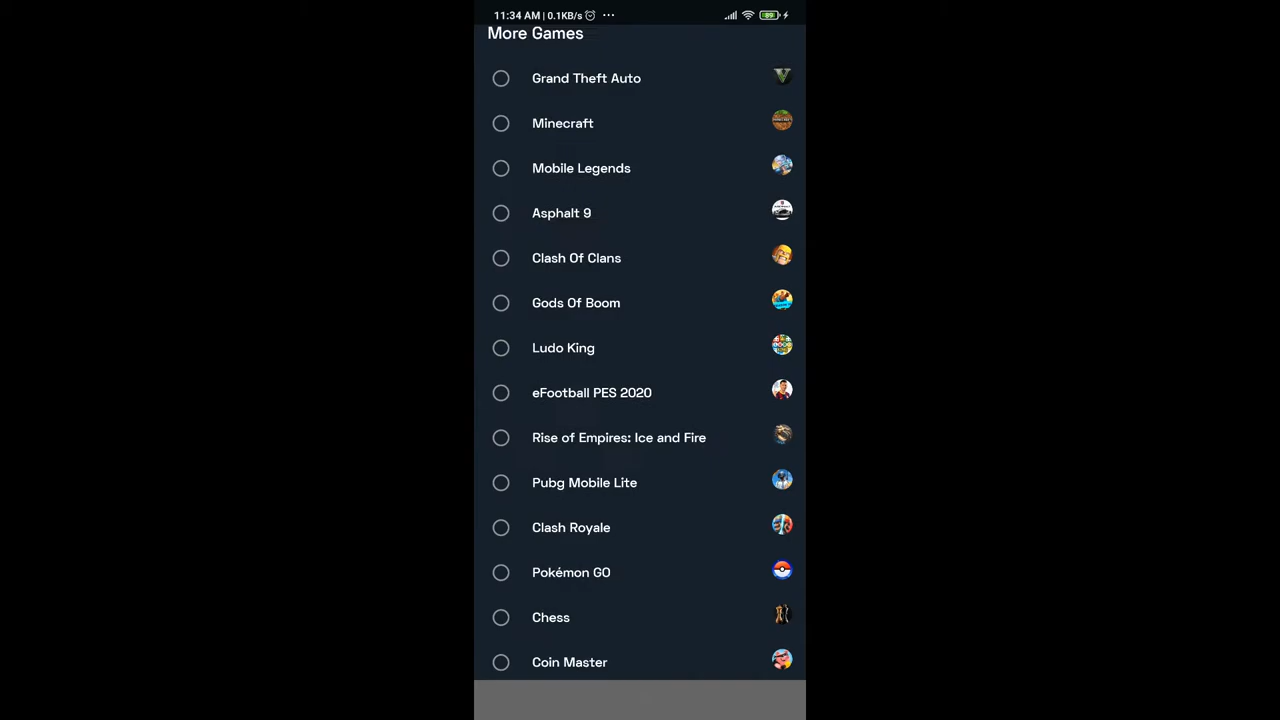 11:34 AM | 0.1KB/s ... 89
More Games
Grand Theft Auto
Minecraft
Mobile Legends
Asphalt 9
Clash Of Clans
Gods Of Boom
Ludo King
eFootball PES 2020
Rise of Empires: Ice and Fire
Pubg Mobile Lite
Clash Royale
Pokémon GO
Chess
Coin Master